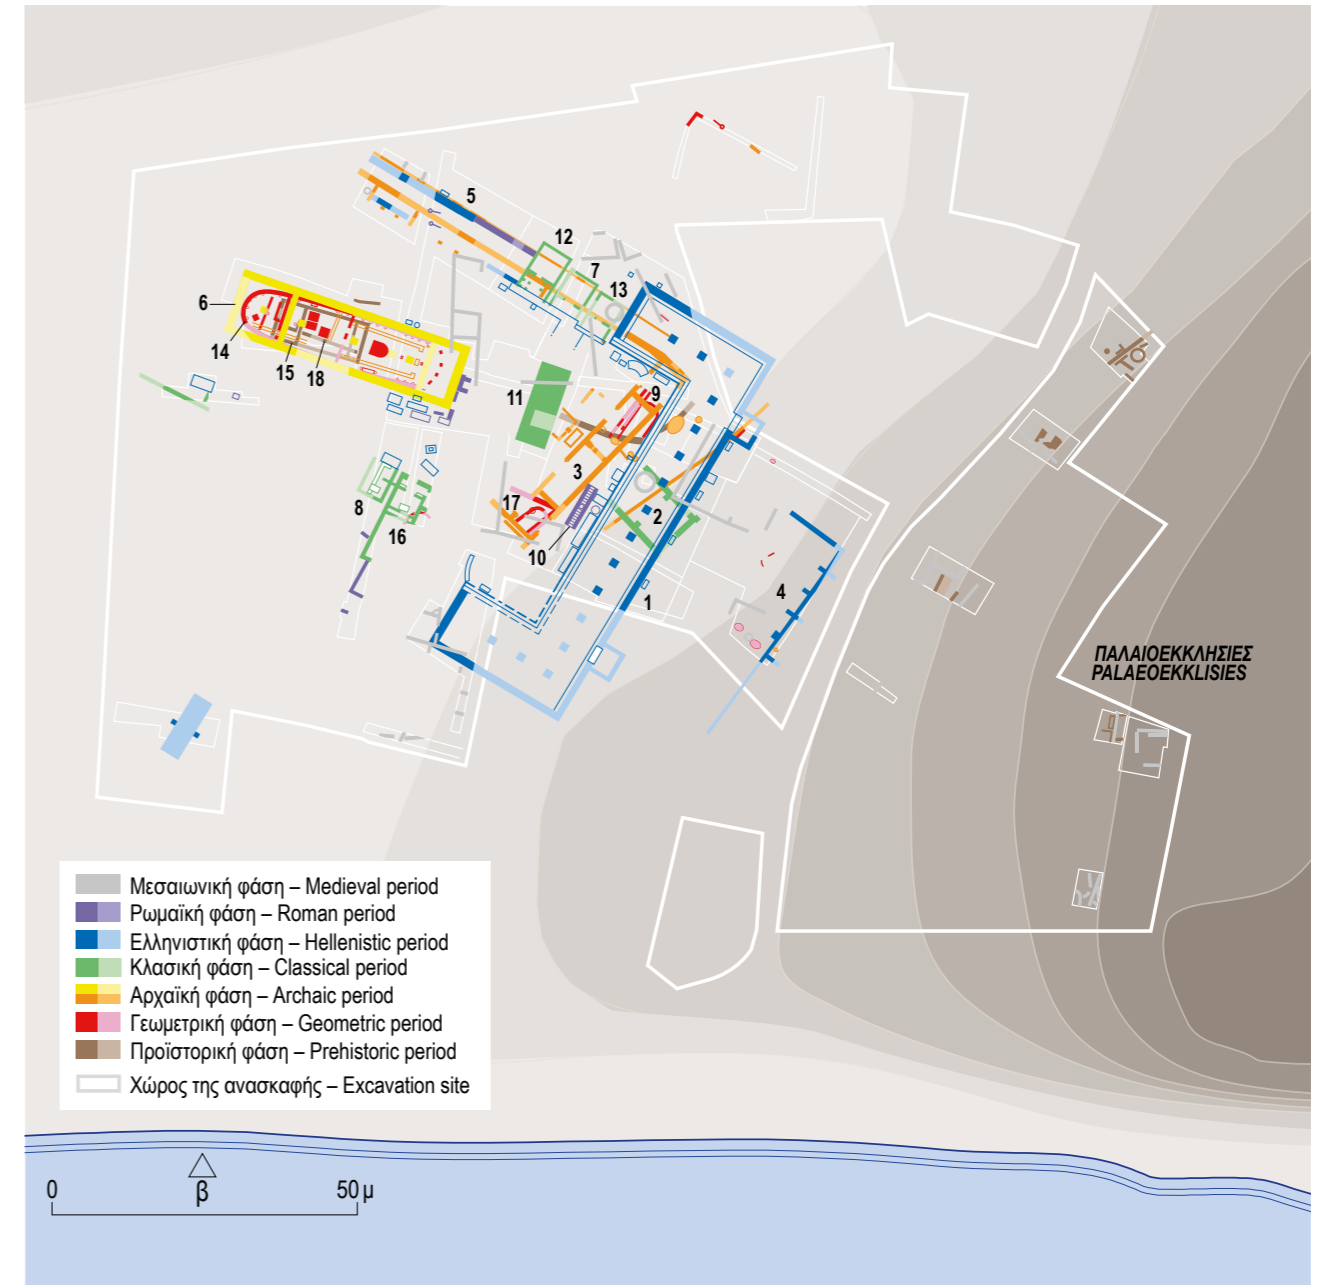 5
12
7
13
6
14
15
18
11
9
3
17
8
16
10
2
1
4
ΠΑΛΑΙΟΕΚΚΛΗΣΙΕΣ
PALAEOEKKLISIES
Μεσαιωνική φάση – Medieval period
Ρωμαϊκή φάση – Roman period
Ελληνιστική φάση – Hellenistic period
Κλασική φάση – Classical period
Αρχαϊκή φάση – Archaic period
Γεωμετρική φάση – Geometric period
Προϊστορική φάση – Prehistoric period
Χώρος της ανασκαφής – Excavation site
β
0 50 μ